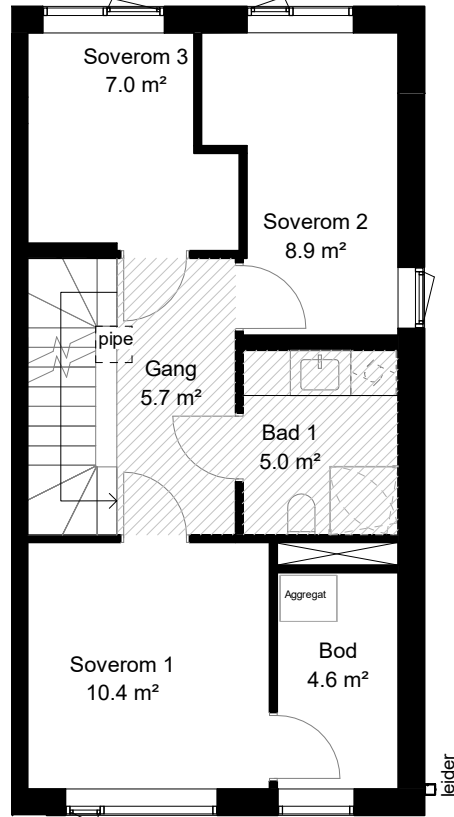 Soverom 3
7.0 m²
Soverom 2
8.9 m²
pipe
Gang
5.7 m²
Bad 1
5.0 m²
Aggregat
Soverom 1
10.4 m²
Bod
4.6 m²
leider